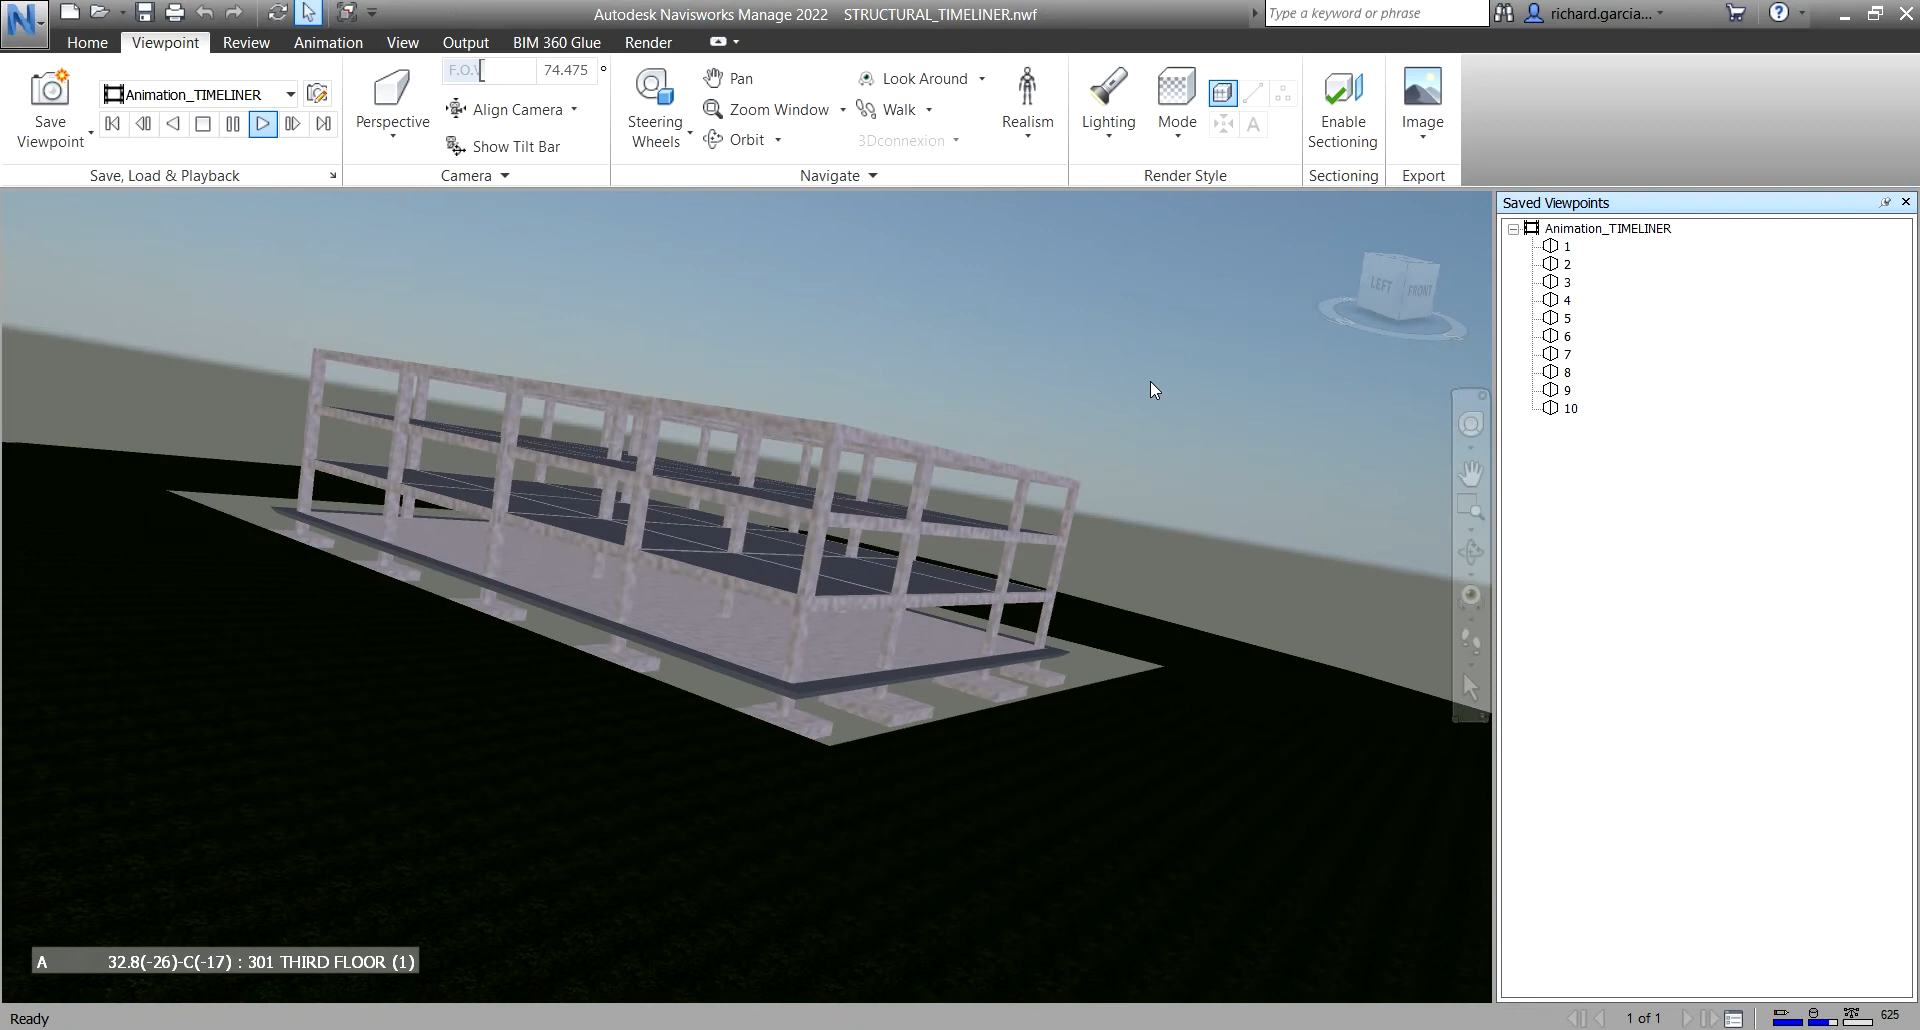 Autodesk Navisworks Manage 2022 STRUCTURAL_TIMELINER.nwf
Type a keyword or phrase
richard.garcia...
Home Viewpoint Review Animation View Output BIM 360 Glue Render
Save Viewpoint
Animation_TIMELINER
Save, Load & Playback
Perspective
F.O.V 74.475 °
Align Camera
Show Tilt Bar
Camera
Steering Wheels
Pan
Zoom Window
Orbit
Look Around
Walk
3Dconnexion
Realism
Navigate
Lighting
Mode
A
Render Style
Enable Sectioning
Sectioning
Image
Export
Saved Viewpoints
Animation_TIMELINER
1
2
3
4
5
6
7
8
9
10
LEFT FRONT
A 32.8(-26)-C(-17) : 301 THIRD FLOOR (1)
Ready
1 of 1
625